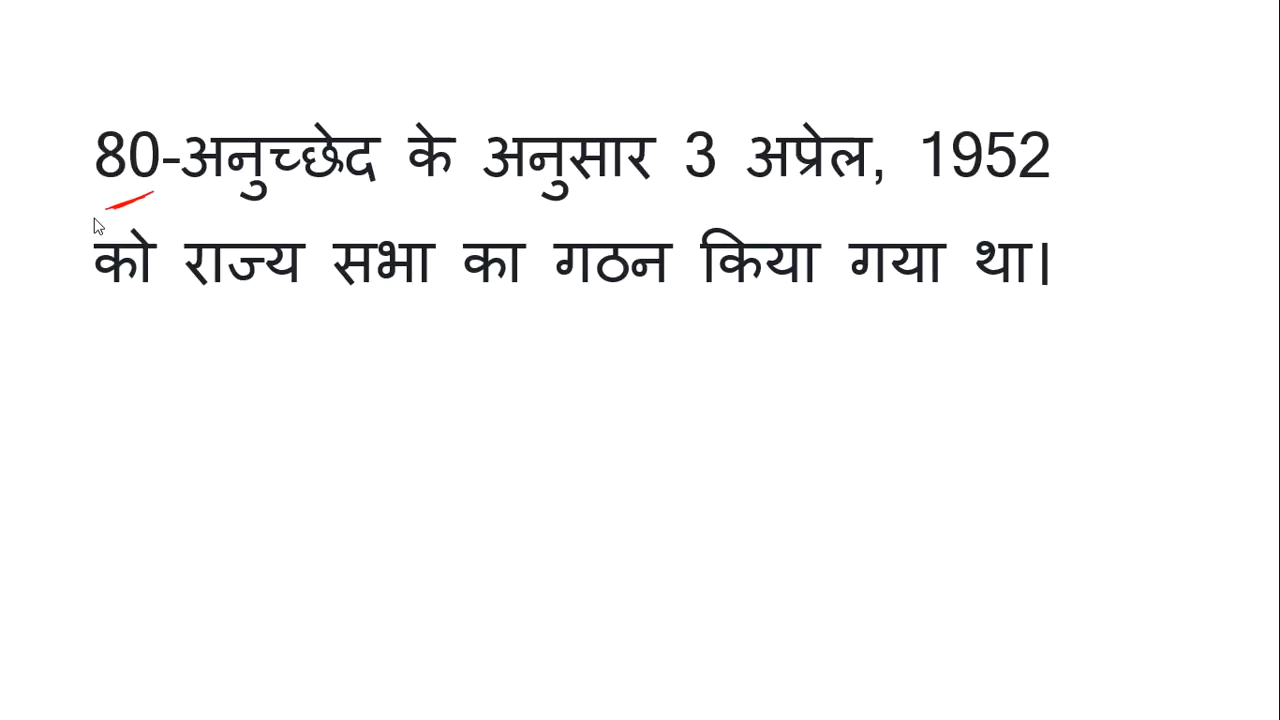 80-अनुच्छेद के अनुसार 3 अप्रेल, 1952
को राज्य सभा का गठन किया गया था।